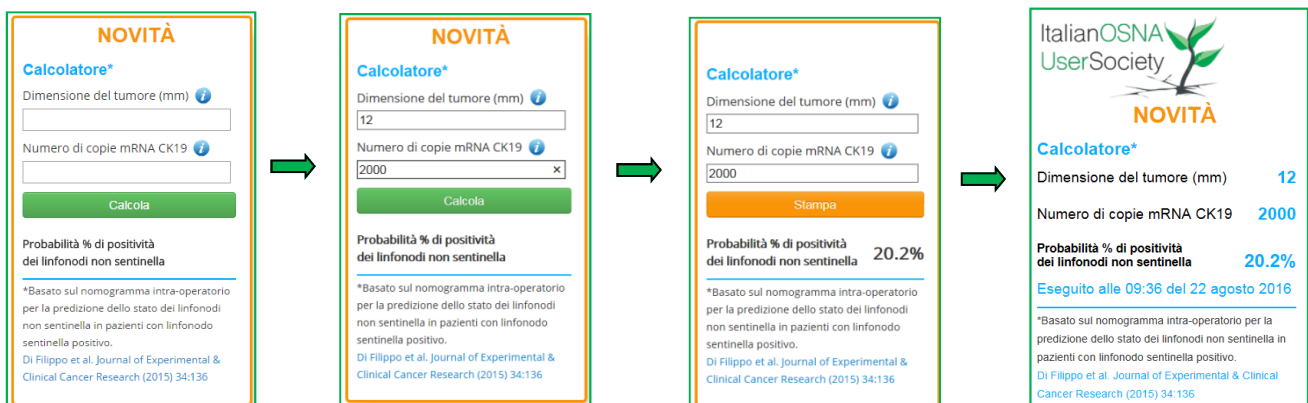 NOVITÀ
Calcolatore*
Dimensione del tumore (mm) i
Numero di copie mRNA CK19 i
Calcola
Probabilità % di positività
dei linfonodi non sentinella
*Basato sul nomogramma intra-operatorio
per la predizione dello stato dei linfonodi
non sentinella in pazienti con linfonodo
sentinella positivo.
Di Filippo et al. Journal of Experimental &
Clinical Cancer Research (2015) 34:136
NOVITÀ
Calcolatore*
Dimensione del tumore (mm) i
12
Numero di copie mRNA CK19 i
2000 ×
Calcola
Probabilità % di positività
dei linfonodi non sentinella
*Basato sul nomogramma intra-operatorio
per la predizione dello stato dei linfonodi
non sentinella in pazienti con linfonodo
sentinella positivo.
Di Filippo et al. Journal of Experimental &
Clinical Cancer Research (2015) 34:136
Calcolatore*
Dimensione del tumore (mm) i
12
Numero di copie mRNA CK19 i
2000
Stampa
Probabilità % di positività
dei linfonodi non sentinella 20.2%
*Basato sul nomogramma intra-operatorio
per la predizione dello stato dei linfonodi
non sentinella in pazienti con linfonodo
sentinella positivo.
Di Filippo et al. Journal of Experimental &
Clinical Cancer Research (2015) 34:136
ItalianOSNA
UserSociety
NOVITÀ
Calcolatore*
Dimensione del tumore (mm) 12
Numero di copie mRNA CK19 2000
Probabilità % di positività
dei linfonodi non sentinella 20.2%
Eseguito alle 09:36 del 22 agosto 2016
*Basato sul nomogramma intra-operatorio per la
predizione dello stato dei linfonodi non sentinella in
pazienti con linfonodo sentinella positivo.
Di Filippo et al. Journal of Experimental & Clinical
Cancer Research (2015) 34:136